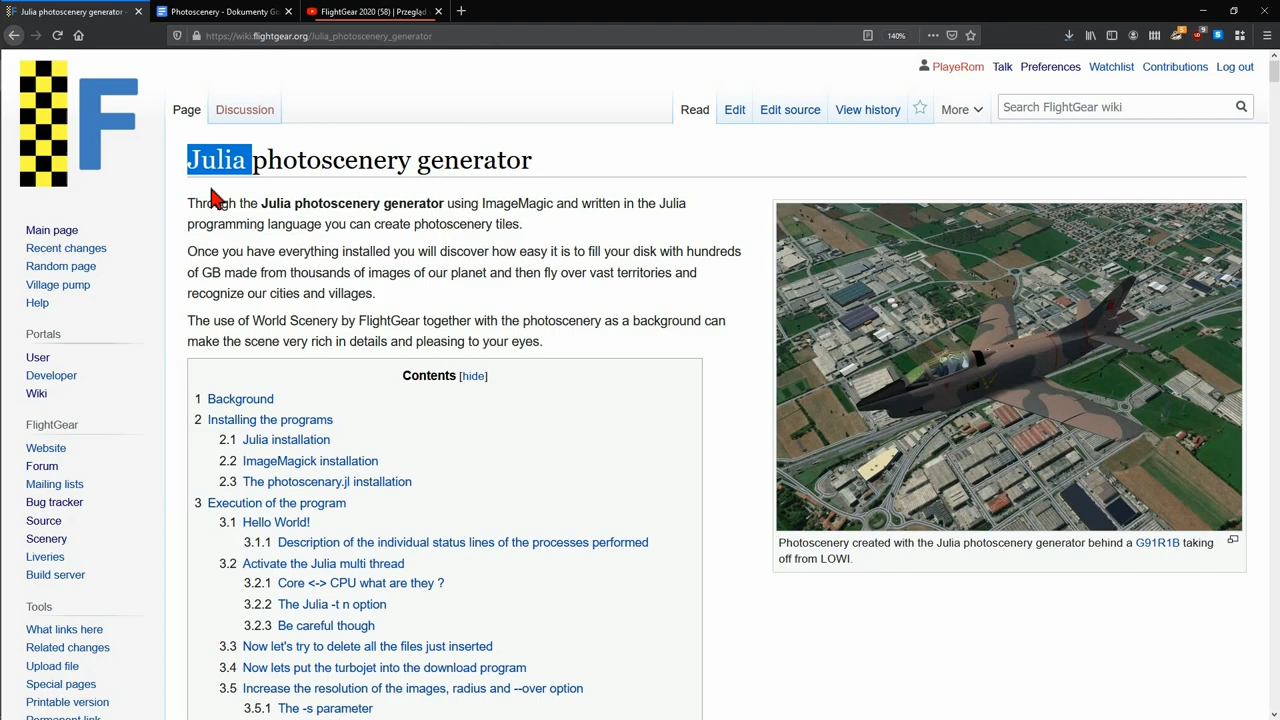 Julia photoscenery generator -
Photoscenery - Dokumenty G
FlightGear 2020 (58) | Przegląd
https://wiki.flightgear.org/Julia_photoscenery_generator
140%
PlayeRom Talk Preferences Watchlist Contributions Log out
Page Discussion Read Edit Edit source View history More Search FlightGear wiki
F
Julia photoscenery generator
Through the Julia photoscenery generator using ImageMagic and written in the Julia
programming language you can create photoscenery tiles.
Once you have everything installed you will discover how easy it is to fill your disk with hundreds
of GB made from thousands of images of our planet and then fly over vast territories and
recognize our cities and villages.
The use of World Scenery by FlightGear together with the photoscenery as a background can
make the scene very rich in details and pleasing to your eyes.
Contents [hide]
1 Background
2 Installing the programs
2.1 Julia installation
2.2 ImageMagick installation
2.3 The photoscenary.jl installation
3 Execution of the program
3.1 Hello World!
3.1.1 Description of the individual status lines of the processes performed
3.2 Activate the Julia multi thread
3.2.1 Core <-> CPU what are they ?
3.2.2 The Julia -t n option
3.2.3 Be careful though
3.3 Now let's try to delete all the files just inserted
3.4 Now lets put the turbojet into the download program
3.5 Increase the resolution of the images, radius and --over option
3.5.1 The -s parameter
Photoscenery created with the Julia photoscenery generator behind a G91R1B taking
off from LOWI.
Main page
Recent changes
Random page
Village pump
Help
Portals
User
Developer
Wiki
FlightGear
Website
Forum
Mailing lists
Bug tracker
Source
Scenery
Liveries
Build server
Tools
What links here
Related changes
Upload file
Special pages
Printable version
Permanent link